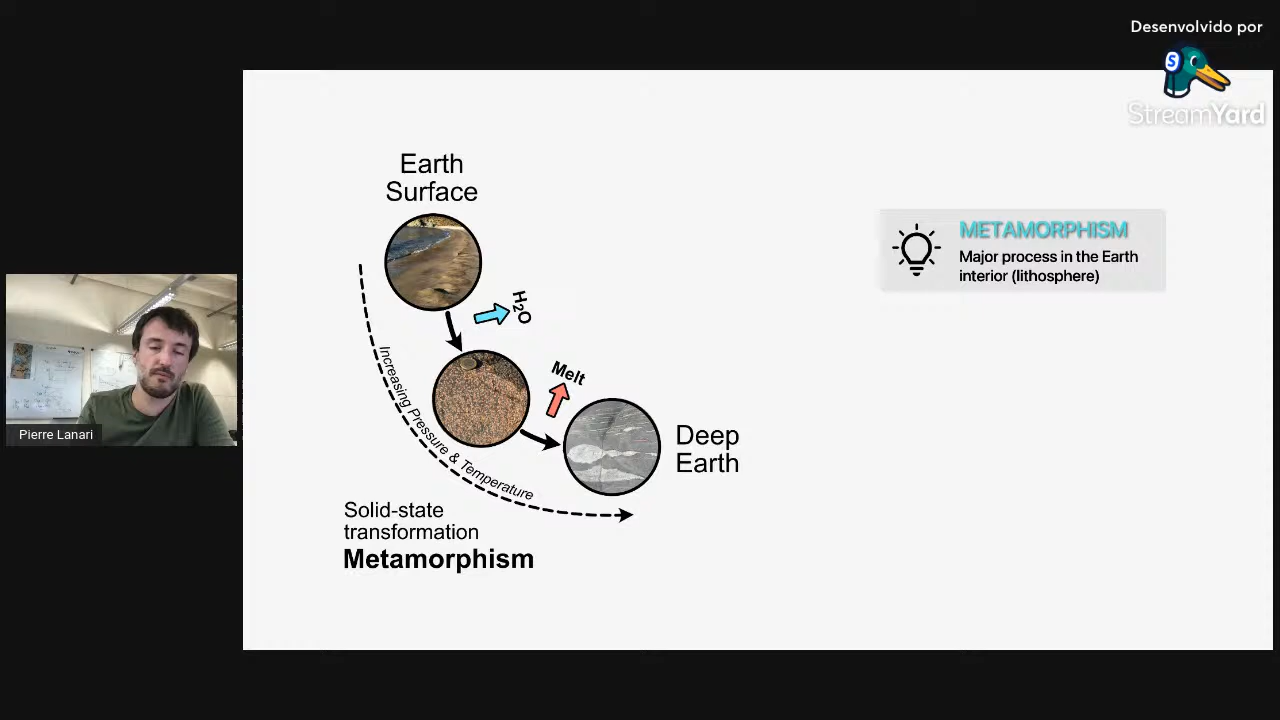 Desenvolvido por
StreamYard
Earth
Surface
H₂O
Melt
Increasing Pressure & Temperature
Deep
Earth
Solid-state
transformation
Metamorphism
METAMORPHISM
Major process in the Earth
interior (lithosphere)
Pierre Lanari